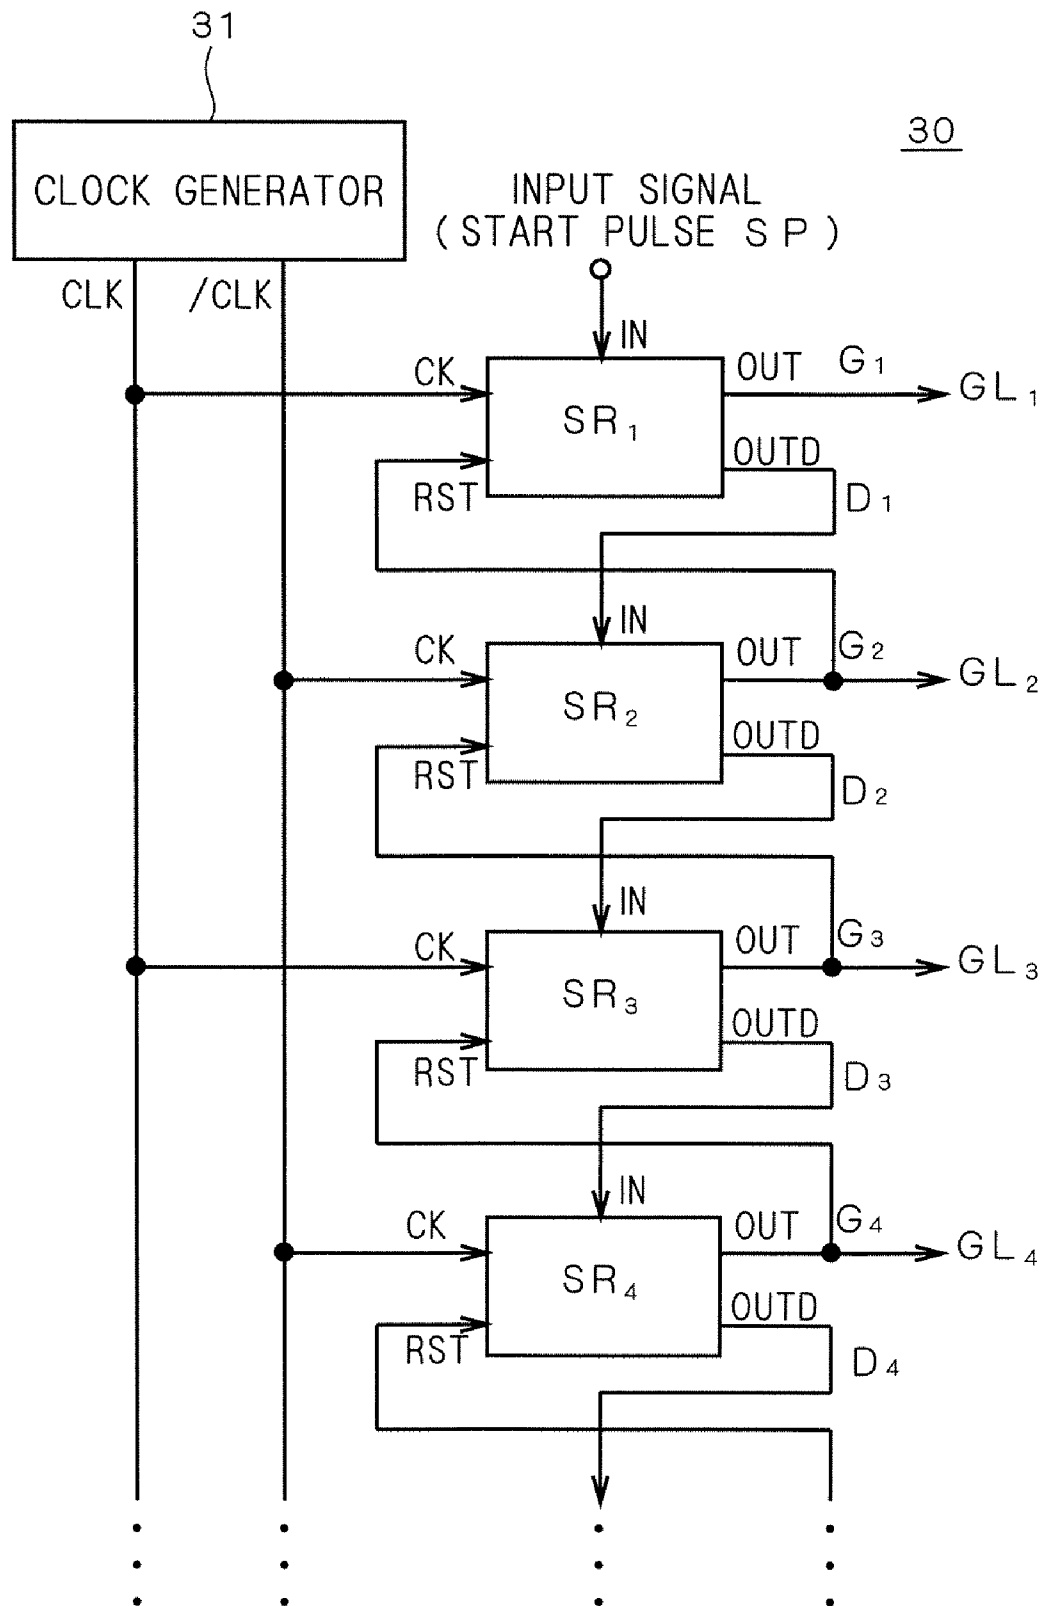 31
30
CLOCK GENERATOR
INPUT SIGNAL
(START PULSE SP)
CLK
/CLK
IN
CK
OUT
G1
GL1
SR1
OUTD
RST
D1
IN
CK
OUT
G2
GL2
SR2
OUTD
RST
D2
IN
CK
OUT
G3
GL3
SR3
OUTD
RST
D3
IN
CK
OUT
G4
GL4
SR4
OUTD
RST
D4